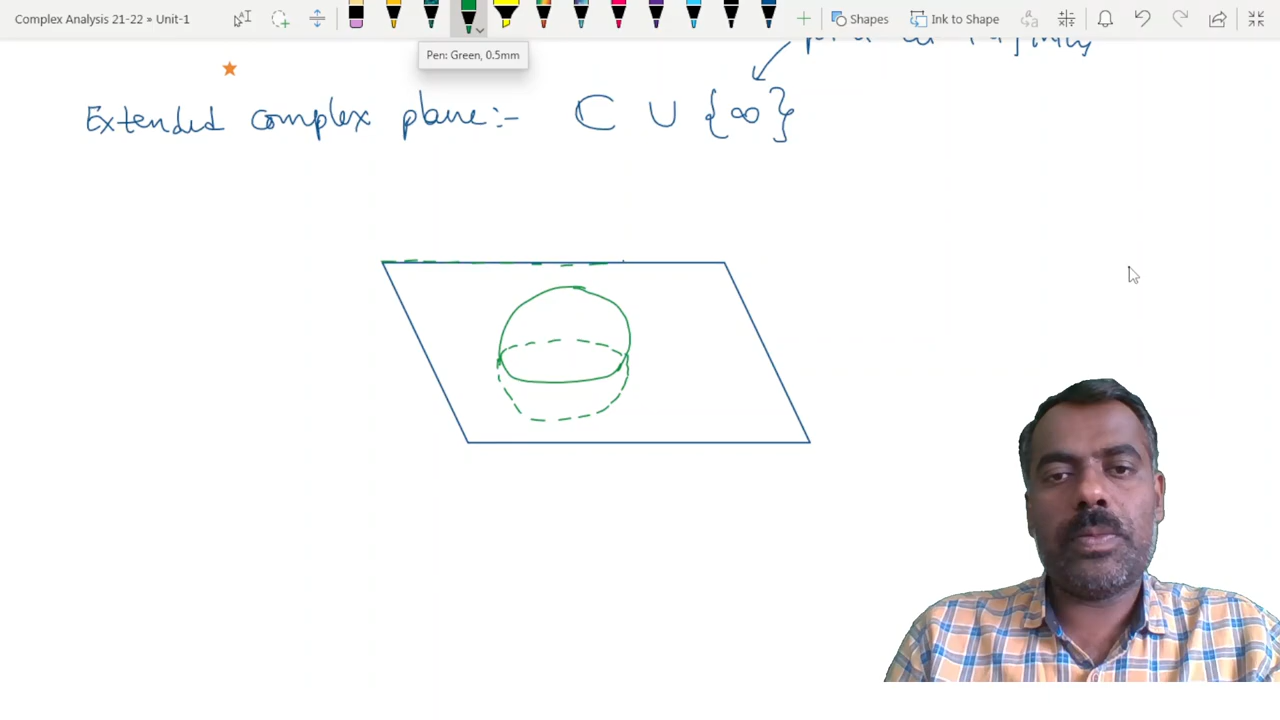 Complex Analysis 21-22 » Unit-1
Shapes
Ink to Shape
Pen: Green, 0.5mm
Extended complex plane:- ℂ ∪ {∞}